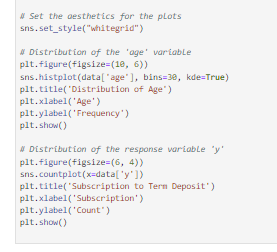 # Set the aesthetics for the plots
sns.set_style("whitegrid")
# Distribution of the 'age' variable
plt.figure(figsize=(10, 6))
sns.histplot(data['age'], bins=30, kde=True)
plt.title('Distribution of Age')
plt.xlabel('Age')
plt.ylabel('Frequency')
plt.show()
# Distribution of the response variable 'y'
plt.figure(figsize=(6, 4))
sns.countplot(x=data['y'])
plt.title('Subscription to Term Deposit')
plt.xlabel('Subscription')
plt.ylabel('Count')
plt.show()